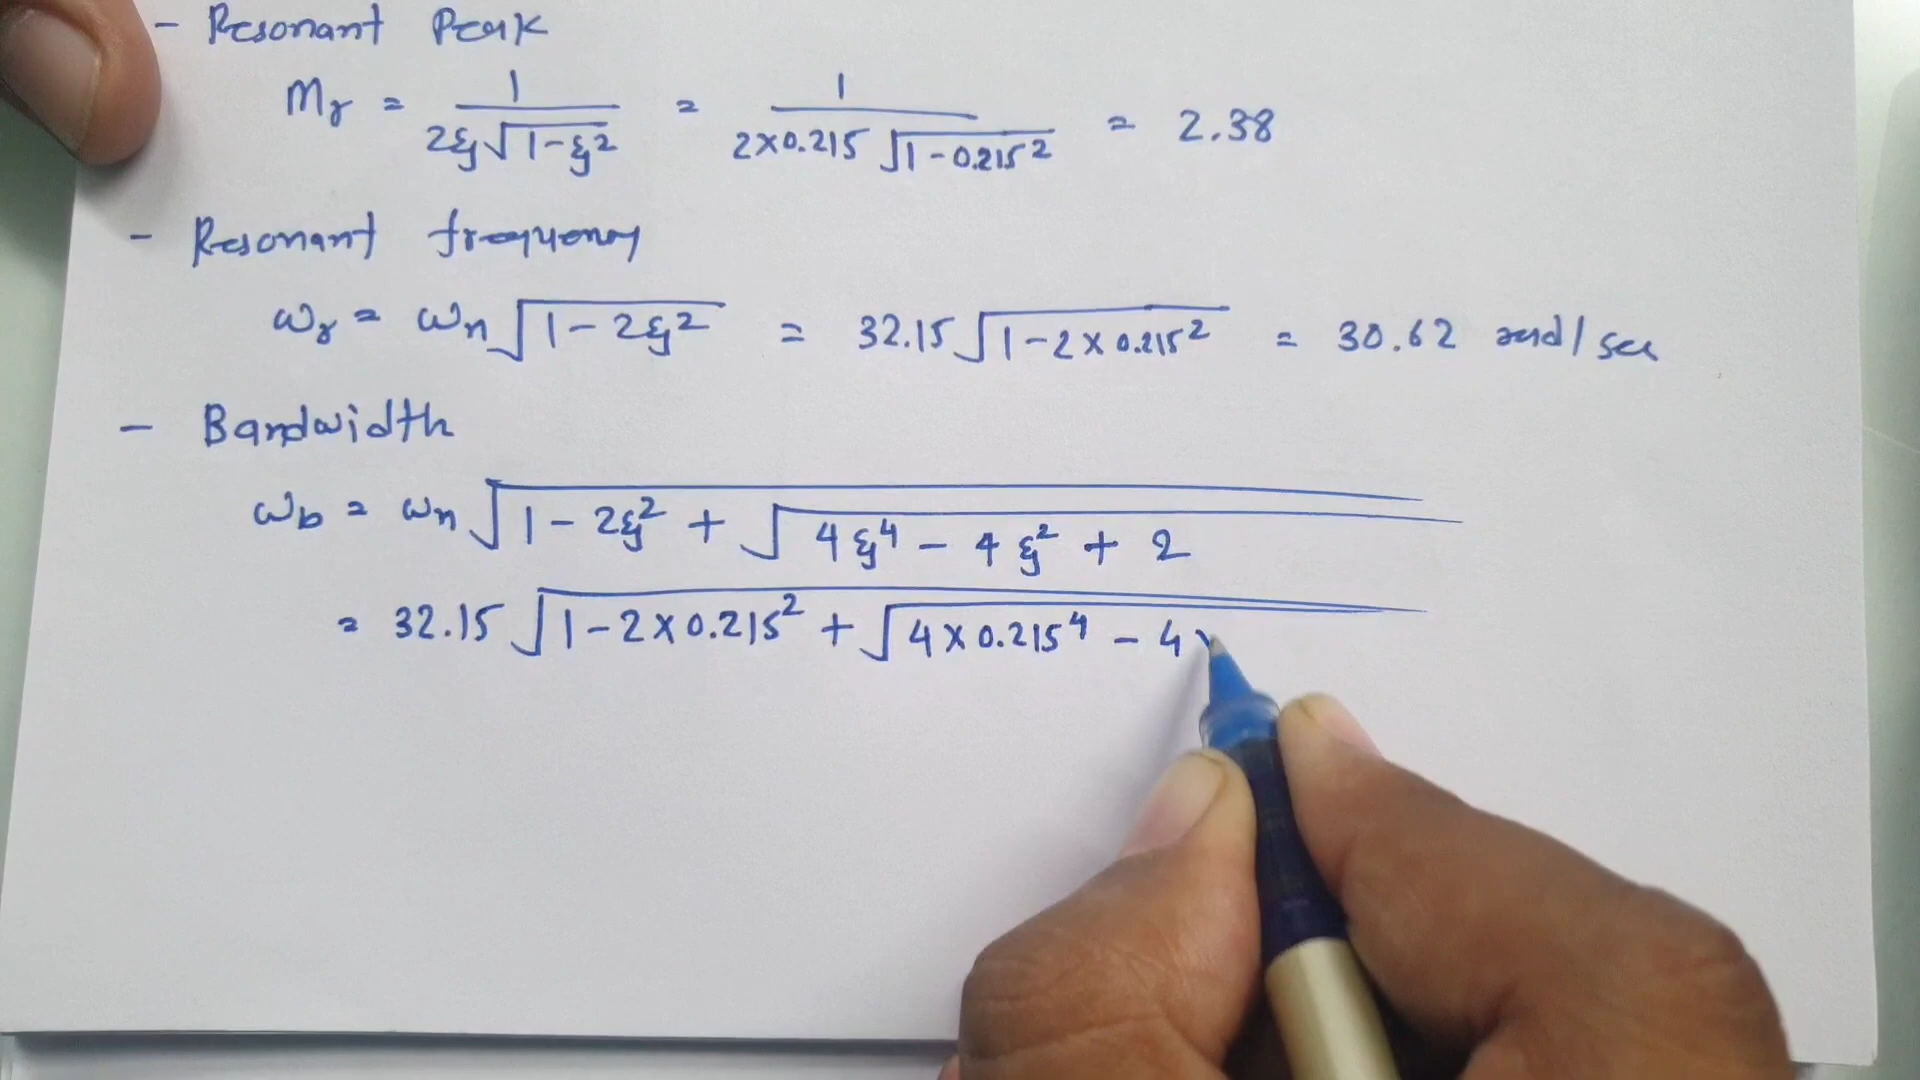 - Resonant Peak
Mr = 1 / 2ξ√1-ξ² = 1 / 2×0.215 √1-0.215² = 2.38
- Resonant frequency
ωr = ωn√1-2ξ² = 32.15√1-2×0.215² = 30.62 rad/sec
- Bandwidth
ωb = ωn√1-2ξ² + √4ξ⁴ - 4ξ² + 2
= 32.15√1-2×0.215² + √4×0.215⁴ - 4×